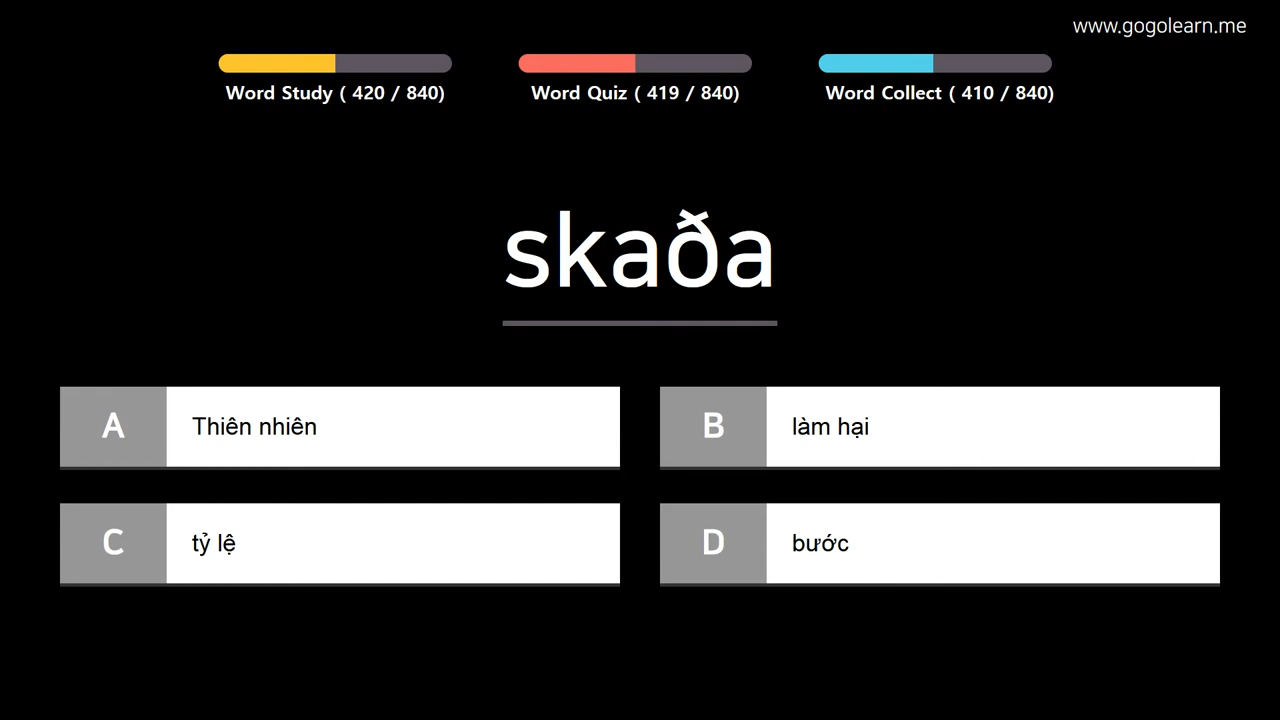 www.gogolearn.me
Word Study ( 420 / 840)
Word Quiz ( 419 / 840)
Word Collect ( 410 / 840)
skaða
A
Thiên nhiên
B
làm hại
C
tỷ lệ
D
bước